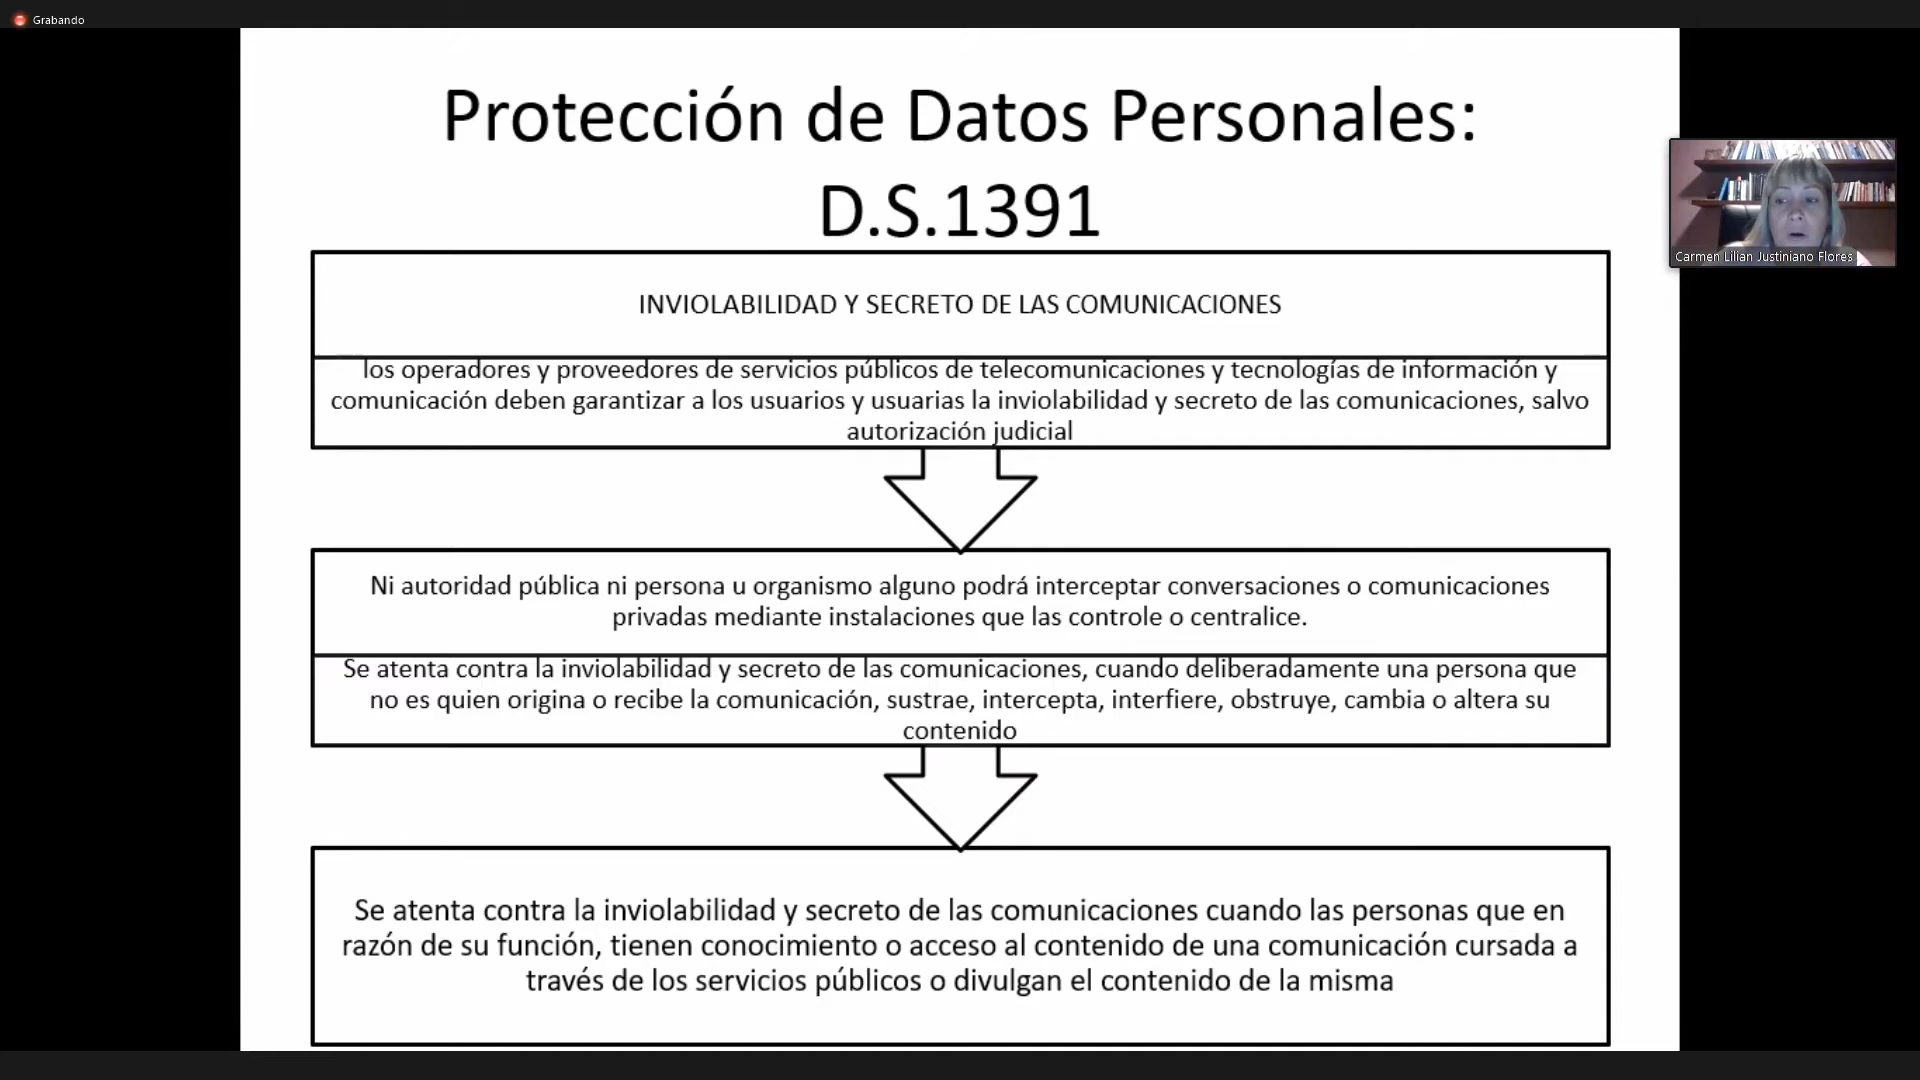 Grabando
Protección de Datos Personales:
D.S.1391
Carmen Lilian Justiniano Flores
INVIOLABILIDAD Y SECRETO DE LAS COMUNICACIONES
los operadores y proveedores de servicios públicos de telecomunicaciones y tecnologías de información y
comunicación deben garantizar a los usuarios y usuarias la inviolabilidad y secreto de las comunicaciones, salvo
autorización judicial
Ni autoridad pública ni persona u organismo alguno podrá interceptar conversaciones o comunicaciones
privadas mediante instalaciones que las controle o centralice.
Se atenta contra la inviolabilidad y secreto de las comunicaciones, cuando deliberadamente una persona que
no es quien origina o recibe la comunicación, sustrae, intercepta, interfiere, obstruye, cambia o altera su
contenido
Se atenta contra la inviolabilidad y secreto de las comunicaciones cuando las personas que en
razón de su función, tienen conocimiento o acceso al contenido de una comunicación cursada a
través de los servicios públicos o divulgan el contenido de la misma